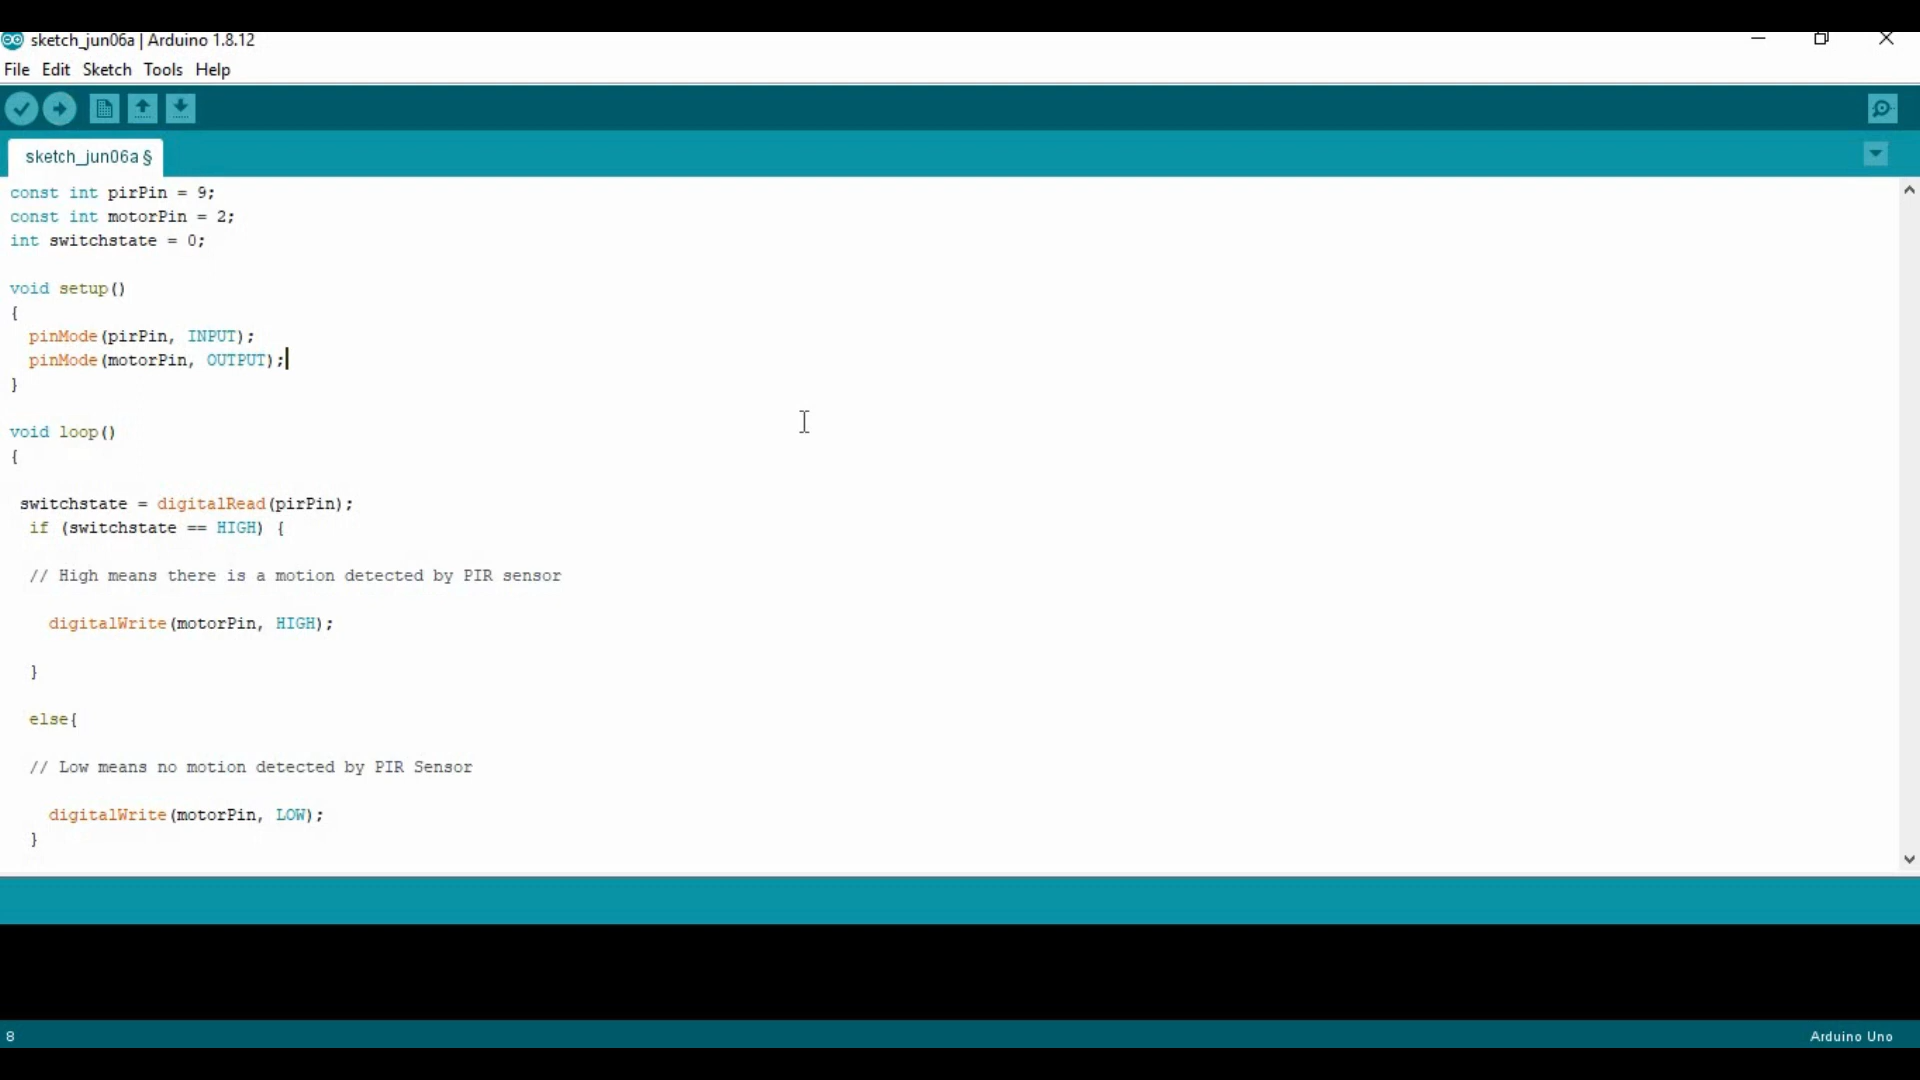 sketch_jun06a | Arduino 1.8.12
File Edit Sketch Tools Help
sketch_jun06a §
const int pirPin = 9;
const int motorPin = 2;
int switchstate = 0;
void setup()
{
pinMode(pirPin, INPUT);
pinMode(motorPin, OUTPUT);
}
void loop()
{
switchstate = digitalRead(pirPin);
if (switchstate == HIGH) {
// High means there is a motion detected by PIR sensor
digitalWrite(motorPin, HIGH);
}
else{
// Low means no motion detected by PIR Sensor
digitalWrite(motorPin, LOW);
}
8 Arduino Uno